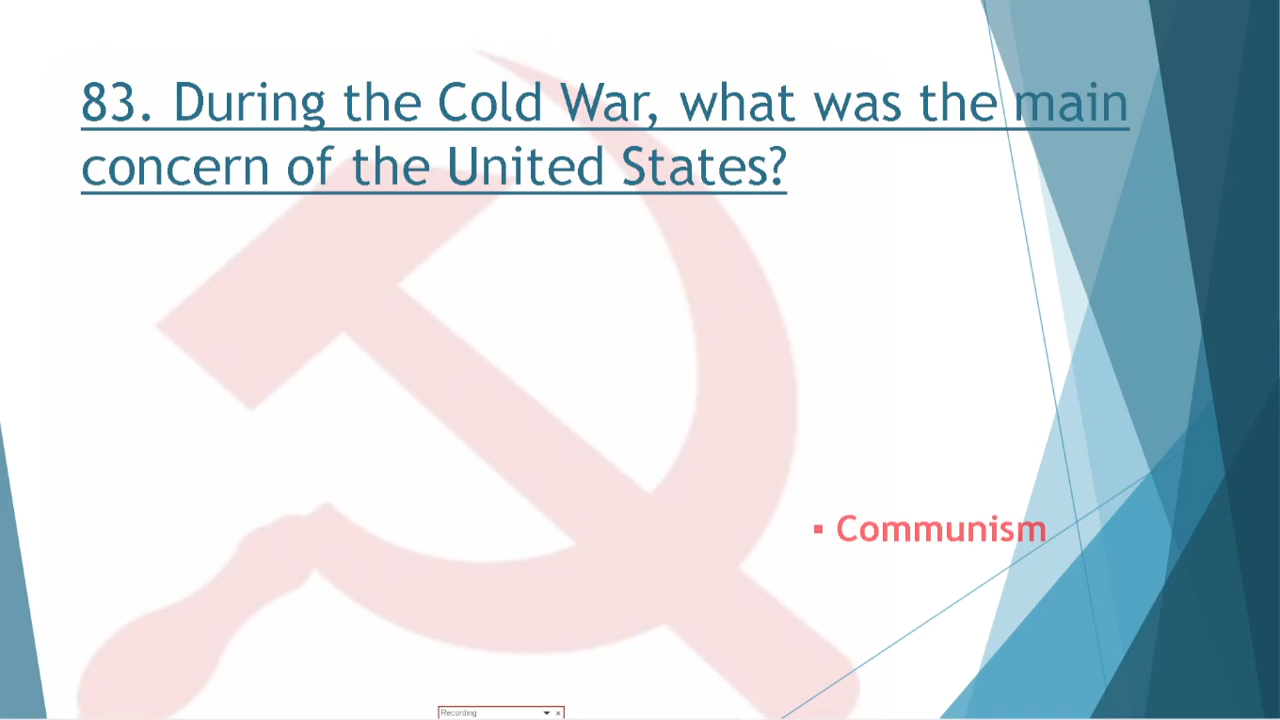 83. During the Cold War, what was the main
concern of the United States?
▪ Communism
Recording